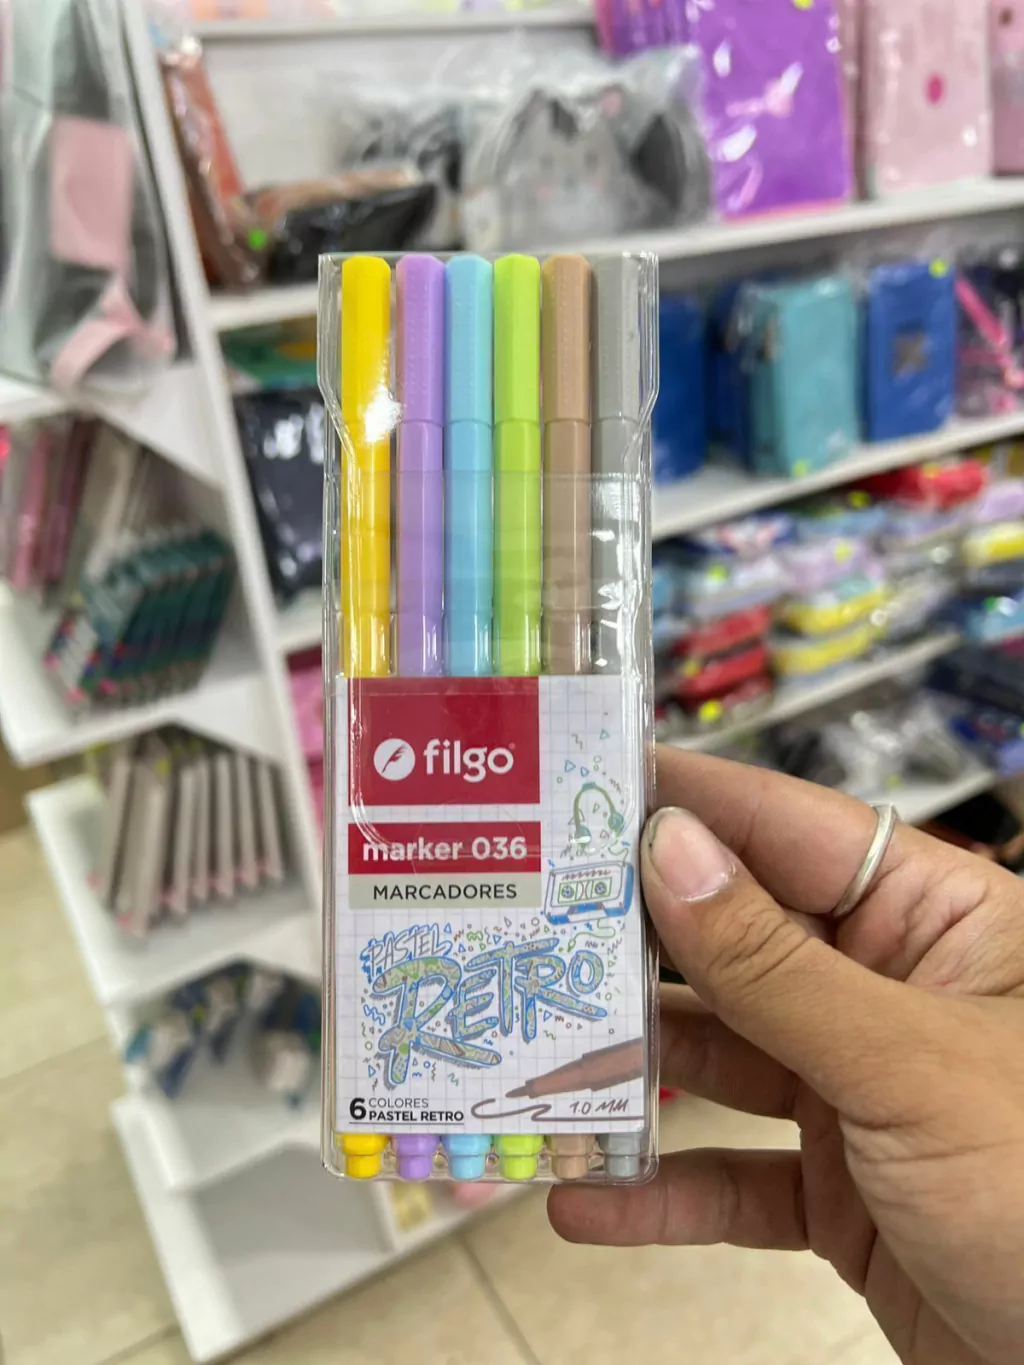 filgo
marker 036
MARCADORES
PASTEL
RETRO
6 COLORES
PASTEL RETRO
1.0 MM